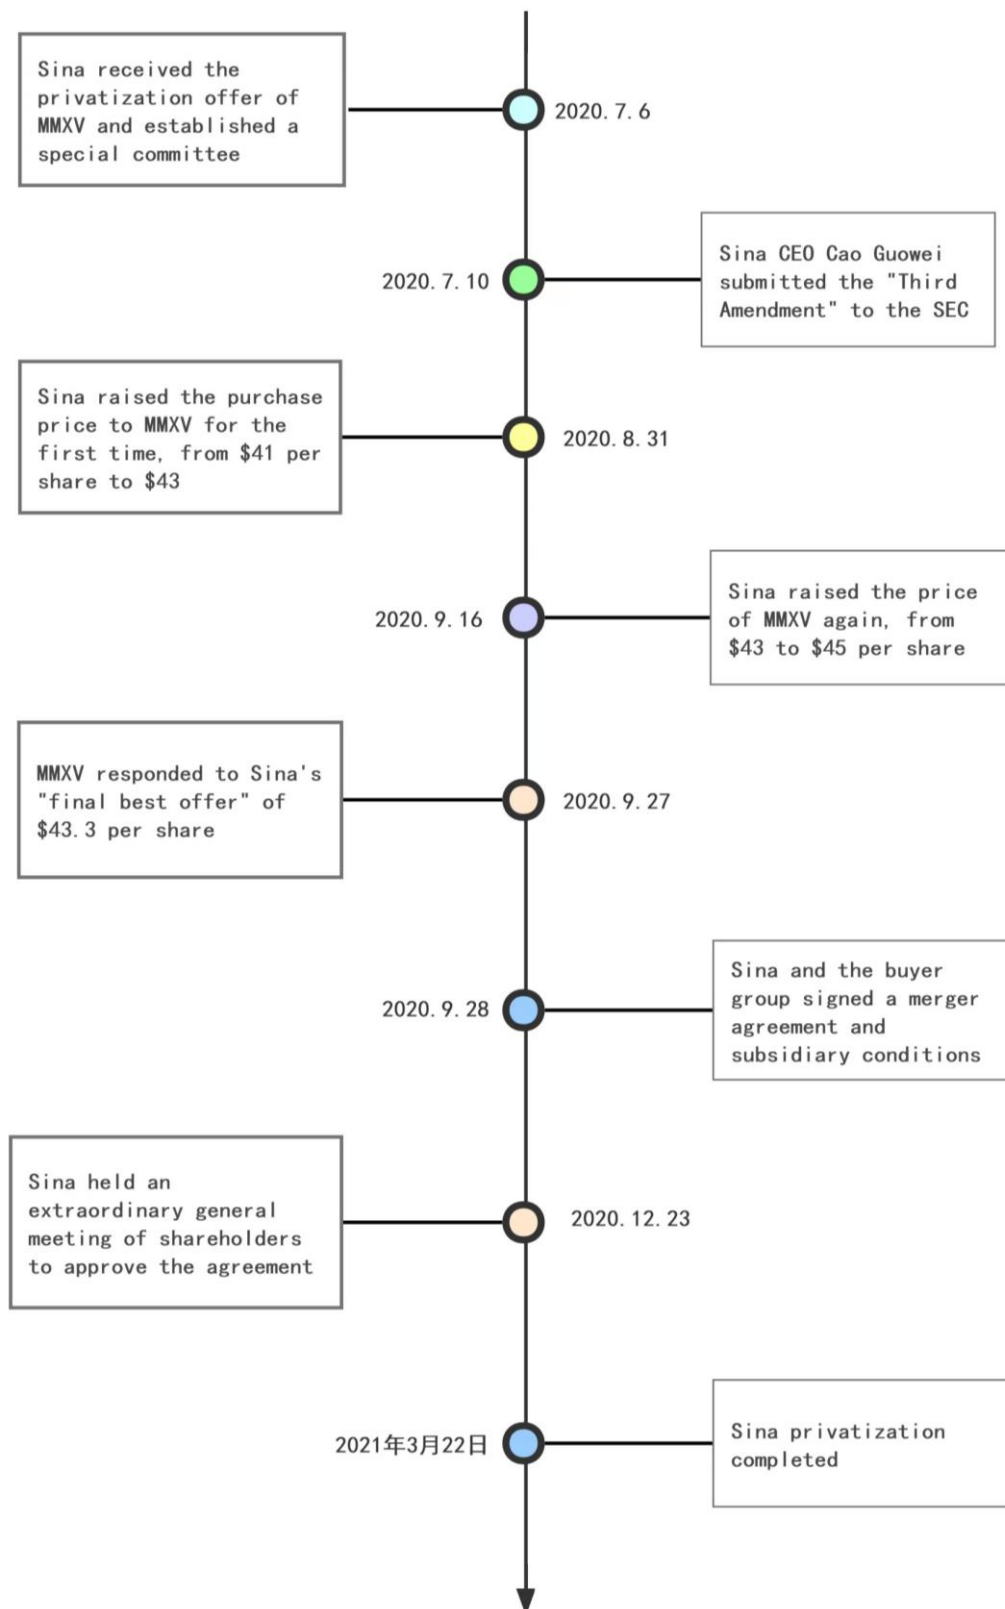 Sina received the
privatization offer of
MMXV and established a
special committee
2020.7.6
2020.7.10
Sina CEO Cao Guowei
submitted the "Third
Amendment" to the SEC
Sina raised the purchase
price to MMXV for the
first time, from $41 per
share to $43
2020.8.31
2020.9.16
Sina raised the price
of MMXV again, from
$43 to $45 per share
MMXV responded to Sina's
"final best offer" of
$43.3 per share
2020.9.27
2020.9.28
Sina and the buyer
group signed a merger
agreement and
subsidiary conditions
Sina held an
extraordinary general
meeting of shareholders
to approve the agreement
2020.12.23
2021年3月22日
Sina privatization
completed